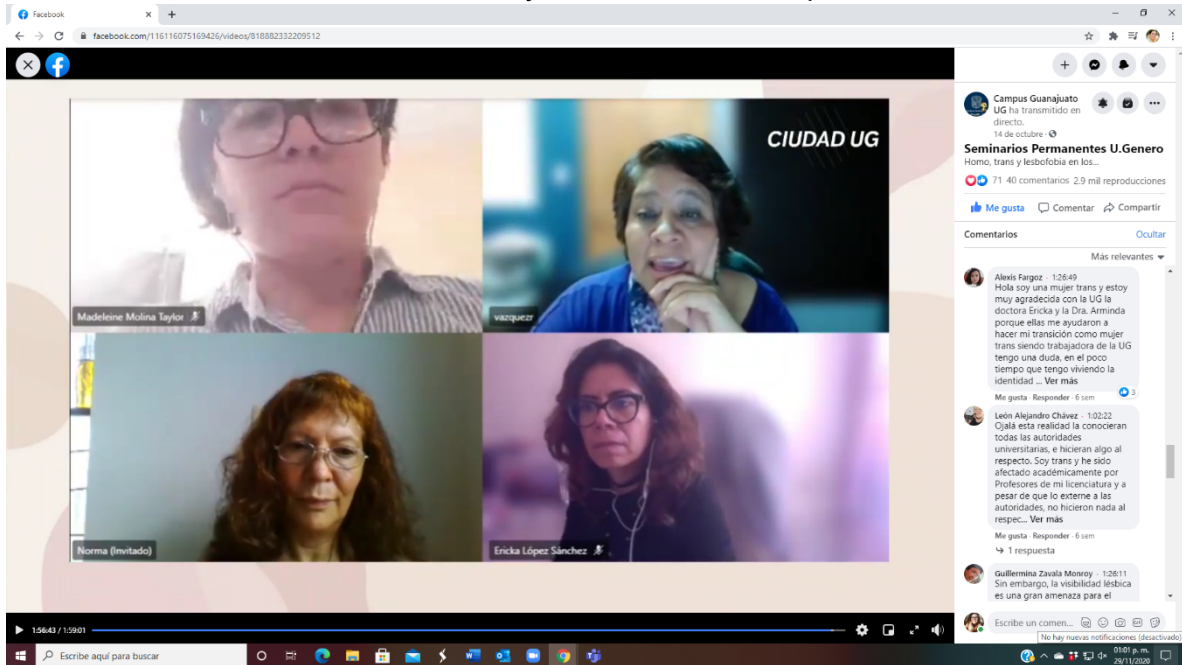 Facebook
facebook.com/116116075169426/videos/818882332209512
CIUDAD UG
Madeleine Molina Taylor
vazquezr
Norma (Invitado)
Ericka López Sánchez
1:56:43 / 1:59:01
Campus Guanajuato
UG ha transmitido en
directo.
14 de octubre ·
Seminarios Permanentes U.Genero
Homo, trans y lesbofobia en los...
71 40 comentarios 2.9 mil reproducciones
Me gusta Comentar Compartir
Comentarios Ocultar
Más relevantes
Alexis Fargoz · 1:26:49
Hola soy una mujer trans y estoy
muy agradecida con la UG la
doctora Ericka y la Dra. Arminda
porque ellas me ayudaron a
hacer mi transición como mujer
trans siendo trabajadora de la UG
tengo una duda, en el poco
tiempo que tengo viviendo la
identidad ... Ver más
3
Me gusta · Responder · 6 sem
León Alejandro Chávez · 1:02:22
Ojalá esta realidad la conocieran
todas las autoridades
universitarias, e hicieran algo al
respecto. Soy trans y he sido
afectado académicamente por
Profesores de mi licenciatura y a
pesar de que lo externe a las
autoridades, no hicieron nada al
respec... Ver más
Me gusta · Responder · 6 sem
1 respuesta
Guillermina Zavala Monroy · 1:26:11
Sin embargo, la visibilidad lésbica
es una gran amenaza para el
Escribe un comen...
No hay nuevas notificaciones (desactivado)
Escribe aquí para buscar
01:01 p. m.
29/11/2020